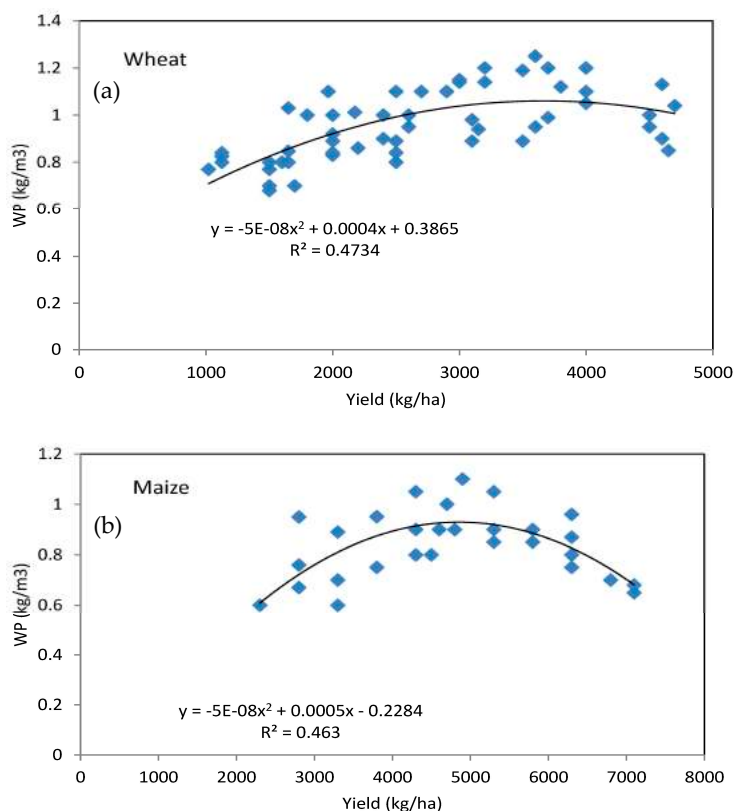 Wheat
(a)
WP (kg/m3)
1.4
1.2
1
0.8
0.6
0.4
0.2
0
y = -5E-08x² + 0.0004x + 0.3865
R² = 0.4734
0 1000 2000 3000 4000 5000
Yield (kg/ha)
Maize
(b)
WP (kg/m3)
1.2
1
0.8
0.6
0.4
0.2
0
y = -5E-08x² + 0.0005x - 0.2284
R² = 0.463
0 1000 2000 3000 4000 5000 6000 7000 8000
Yield (kg/ha)